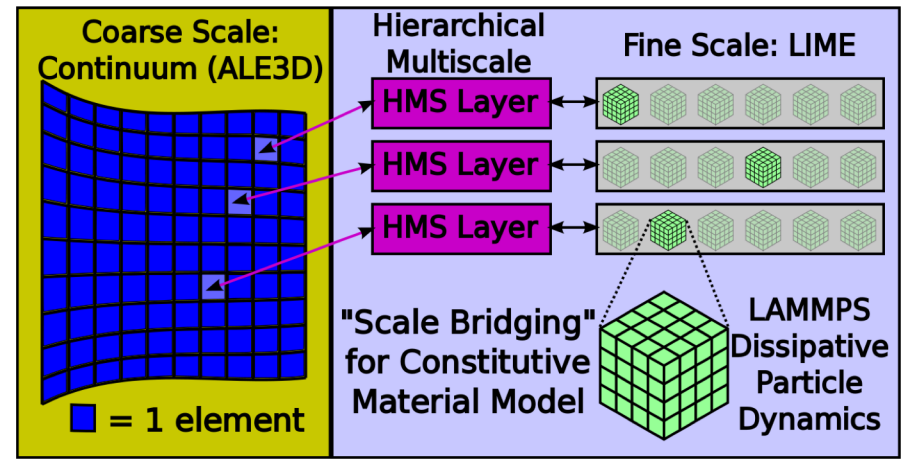 Coarse Scale:
Continuum (ALE3D)
= 1 element
Hierarchical
Multiscale
Fine Scale: LIME
HMS Layer
HMS Layer
HMS Layer
"Scale Bridging"
for Constitutive
Material Model
LAMMPS
Dissipative
Particle
Dynamics